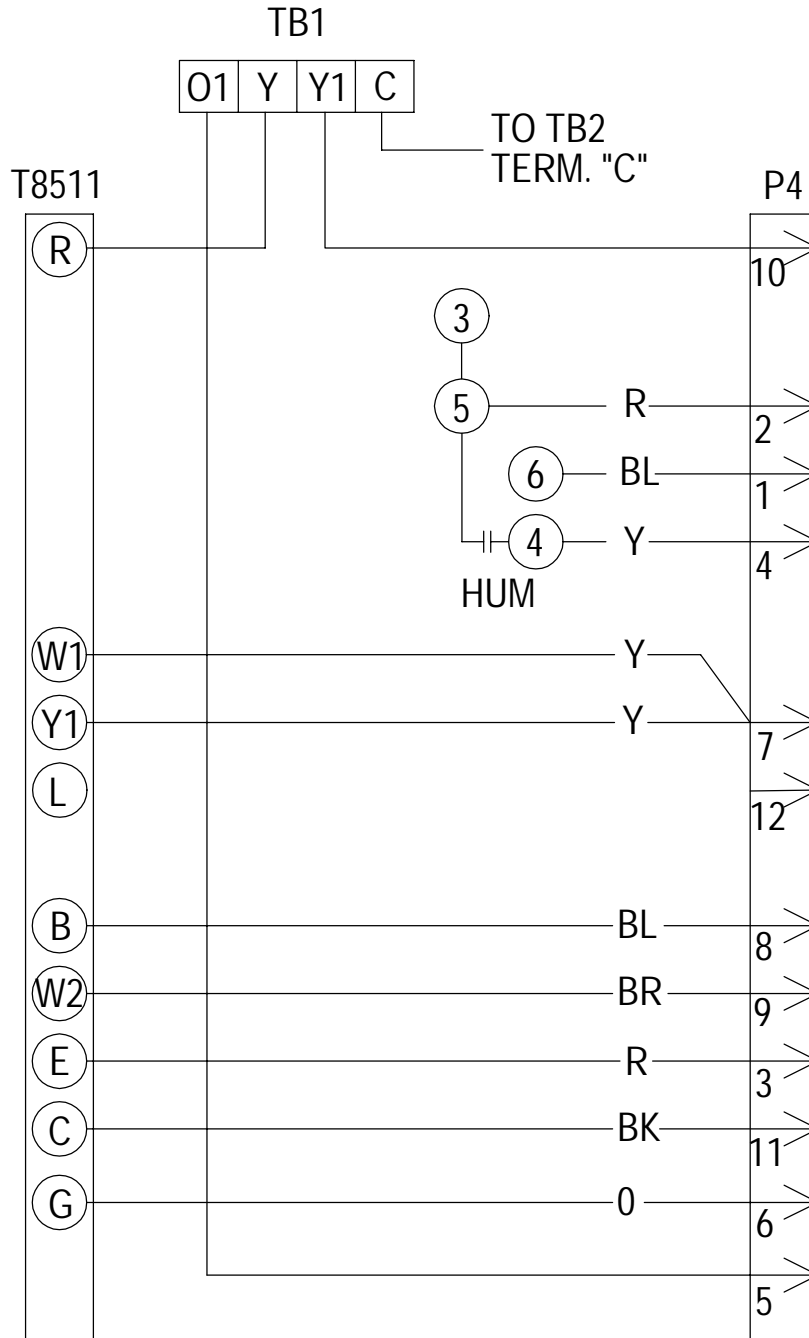 TB1
O1 Y Y1 C
TO TB2
TERM. "C"
T8511
P4
R
10
3
5 R
2
6 BL
1
4 Y
4
HUM
W1 Y
Y1 Y
7
L
12
B BL
8
W2 BR
9
E R
3
C BK
11
G 0
6
5